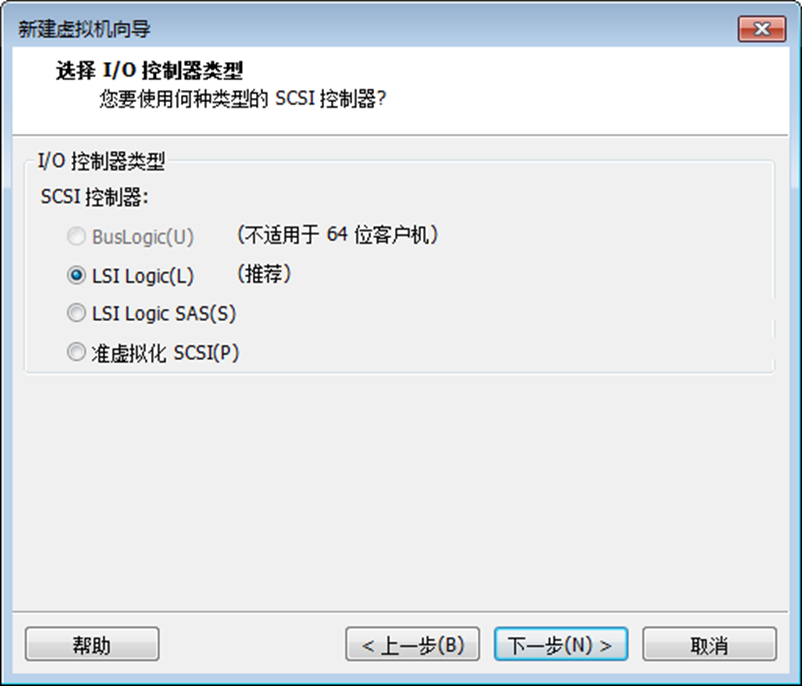 新建虚拟机向导
选择 I/O 控制器类型
您要使用何种类型的 SCSI 控制器?
I/O 控制器类型
SCSI 控制器:
BusLogic(U) (不适用于 64 位客户机)
LSI Logic(L) (推荐)
LSI Logic SAS(S)
准虚拟化 SCSI(P)
帮助 < 上一步(B) 下一步(N) > 取消